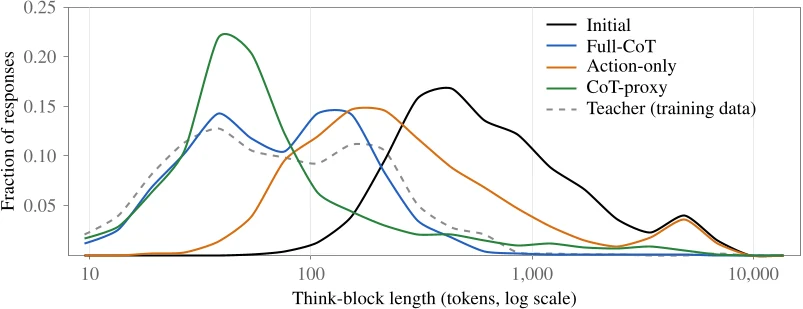 0.25
0.20
0.15
0.10
0.05
Fraction of responses
Initial
Full-CoT
Action-only
CoT-proxy
Teacher (training data)
10
100
1,000
10,000
Think-block length (tokens, log scale)